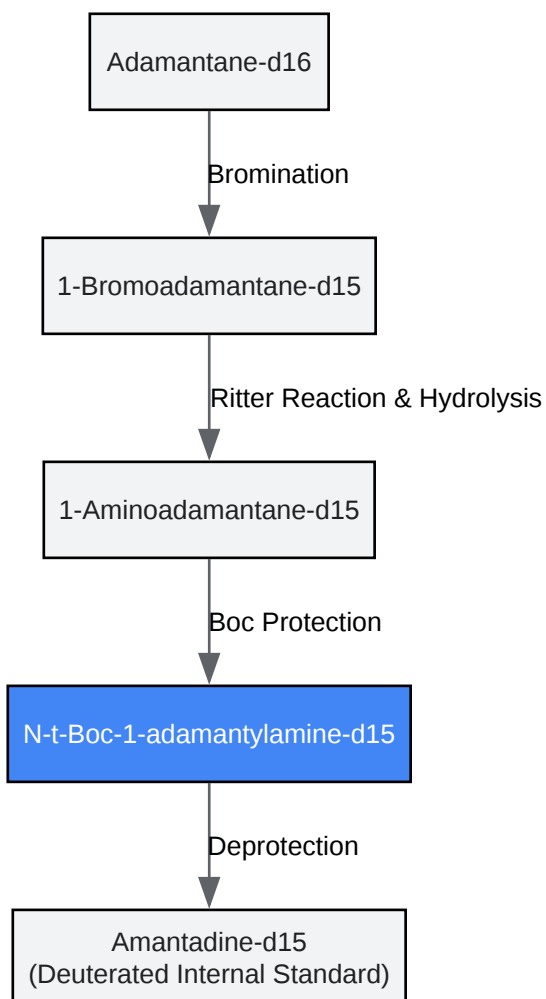 Adamantane-d16
Bromination
1-Bromoadamantane-d15
Ritter Reaction & Hydrolysis
1-Aminoadamantane-d15
Boc Protection
N-t-Boc-1-adamantylamine-d15
Deprotection
Amantadine-d15
(Deuterated Internal Standard)